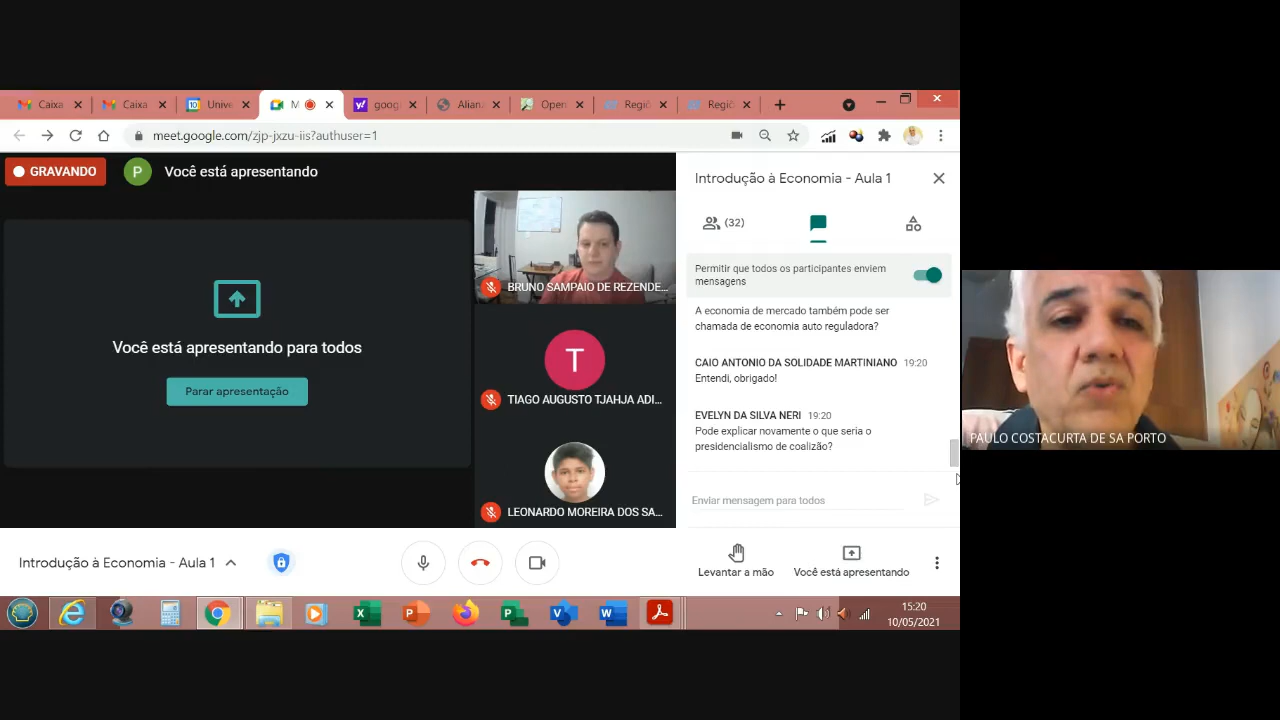 Caixa
Caixa
Unive
M
googl
Alian
Open
Regiõ
Regiõ
meet.google.com/zjp-jxzu-iis?authuser=1
GRAVANDO
P
Você está apresentando
Introdução à Economia - Aula 1
(32)
Permitir que todos os participantes enviem
mensagens
A economia de mercado também pode ser
chamada de economia auto reguladora?
CAIO ANTONIO DA SOLIDADE MARTINIANO 19:20
Entendi, obrigado!
EVELYN DA SILVA NERI 19:20
Pode explicar novamente o que seria o
presidencialismo de coalizão?
Enviar mensagem para todos
Você está apresentando para todos
Parar apresentação
BRUNO SAMPAIO DE REZENDE...
T
TIAGO AUGUSTO TJAHJA ADI...
LEONARDO MOREIRA DOS SA...
PAULO COSTACURTA DE SA PORTO
Introdução à Economia - Aula 1
Levantar a mão
Você está apresentando
15:20
10/05/2021